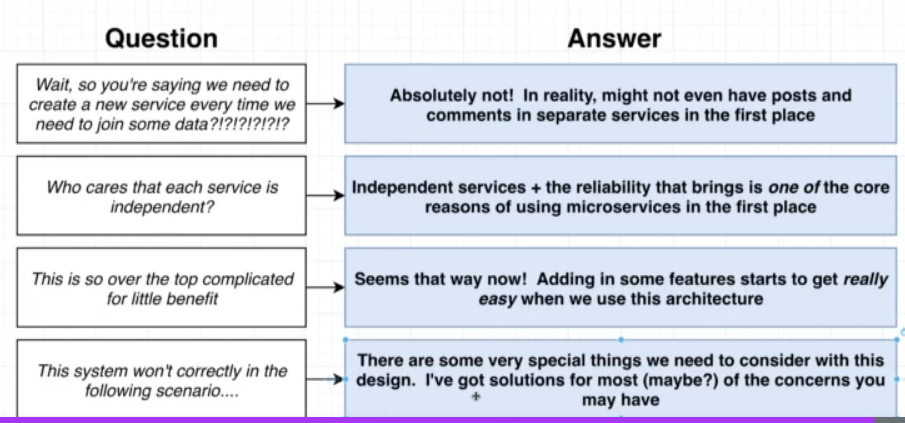 Question
Answer
Wait, so you're saying we need to
create a new service every time we
need to join some data?!?!?!?!?!?
Absolutely not! In reality, might not even have posts and
comments in separate services in the first place
Who cares that each service is
independent?
Independent services + the reliability that brings is one of the core
reasons of using microservices in the first place
This is so over the top complicated
for little benefit
Seems that way now! Adding in some features starts to get really
easy when we use this architecture
This system won't correctly in the
following scenario....
There are some very special things we need to consider with this
design. I've got solutions for most (maybe?) of the concerns you
may have